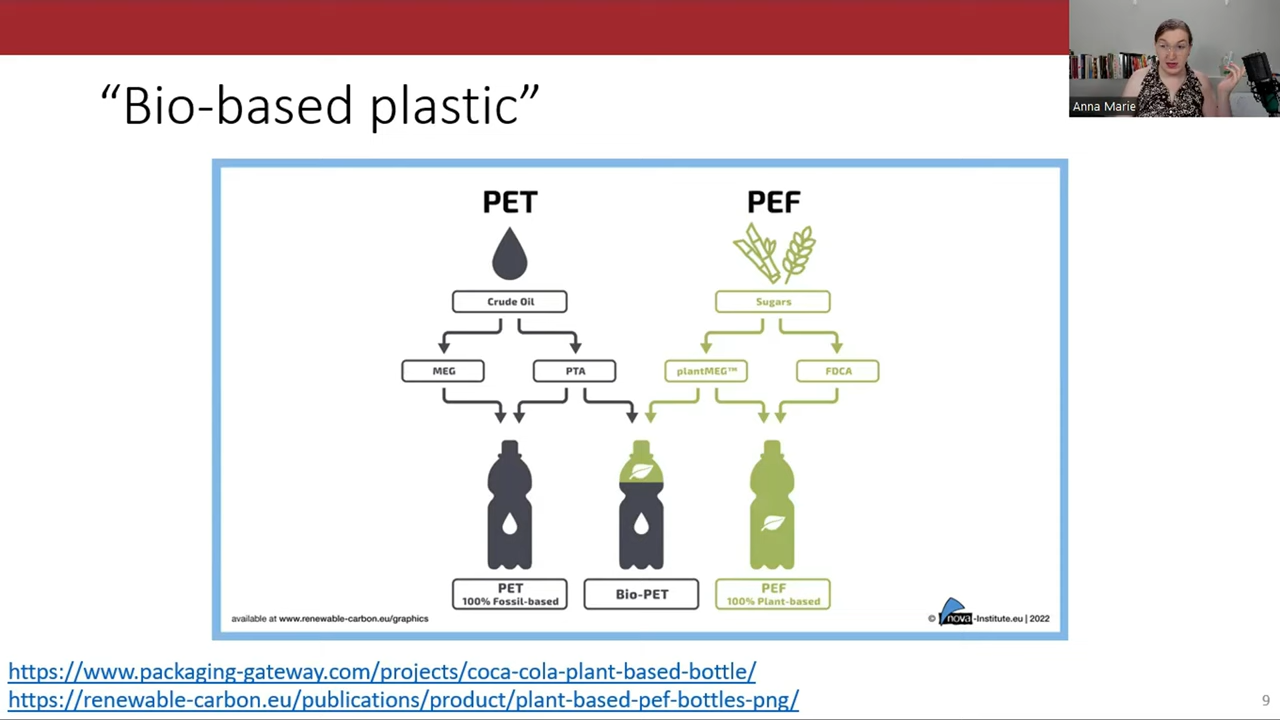 Anna Marie
“Bio-based plastic”
PET
PEF
Crude Oil
Sugars
MEG
PTA
plantMEG™
FDCA
PET
100% Fossil-based
Bio-PET
PEF
100% Plant-based
available at www.renewable-carbon.eu/graphics
© nova-Institute.eu | 2022
https://www.packaging-gateway.com/projects/coca-cola-plant-based-bottle/
https://renewable-carbon.eu/publications/product/plant-based-pef-bottles-png/
9